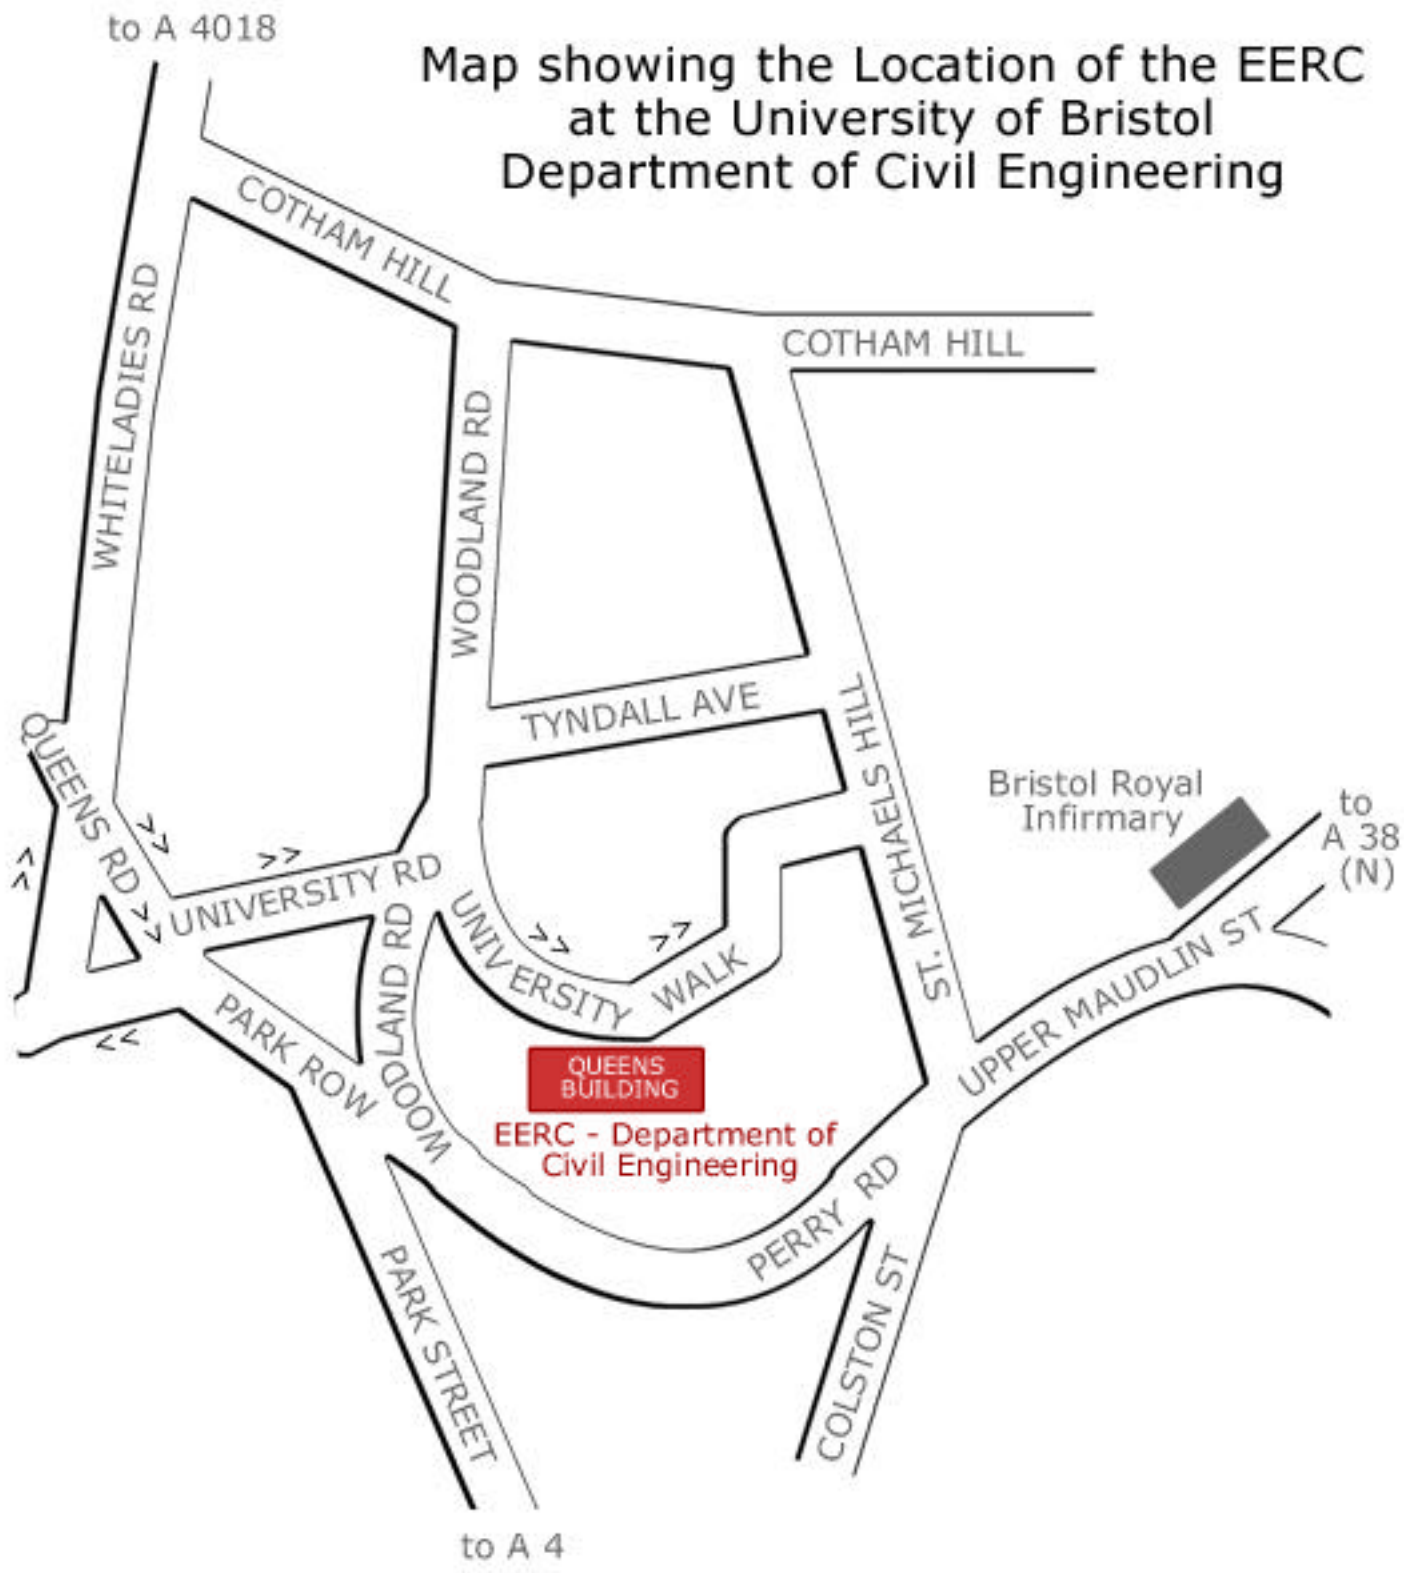 to A 4018
Map showing the Location of the EERC
at the University of Bristol
Department of Civil Engineering
COTHAM HILL
COTHAM HILL
WHITELADIES RD
WOODLAND RD
TYNDALL AVE
QUEENS RD
ST. MICHAELS HILL
Bristol Royal
Infirmary
to
A 38
(N)
>>
>>
>>
>>
UNIVERSITY RD
UNIVERSITY WALK
>>
>>
WOODLAND RD
UPPER MAUDLIN ST
PARK ROW
<<
QUEENS
BUILDING
EERC - Department of
Civil Engineering
PERRY RD
PARK STREET
COLSTON ST
to A 4